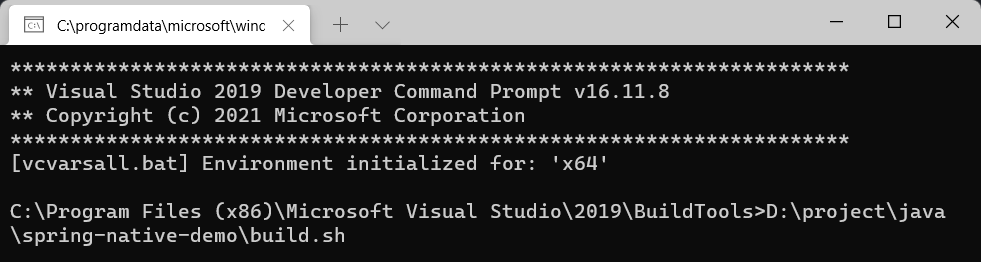 C:\programdata\microsoft\winc
**********************************************************************
** Visual Studio 2019 Developer Command Prompt v16.11.8
** Copyright (c) 2021 Microsoft Corporation
**********************************************************************
[vcvarsall.bat] Environment initialized for: 'x64'
C:\Program Files (x86)\Microsoft Visual Studio\2019\BuildTools>D:\project\java
\spring-native-demo\build.sh